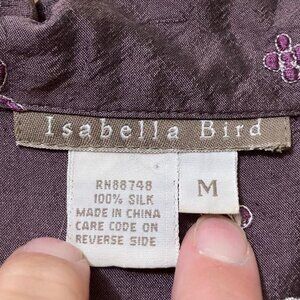 Isabella Bird
RN88748
100% SILK
MADE IN CHINA
CARE CODE ON
REVERSE SIDE
M